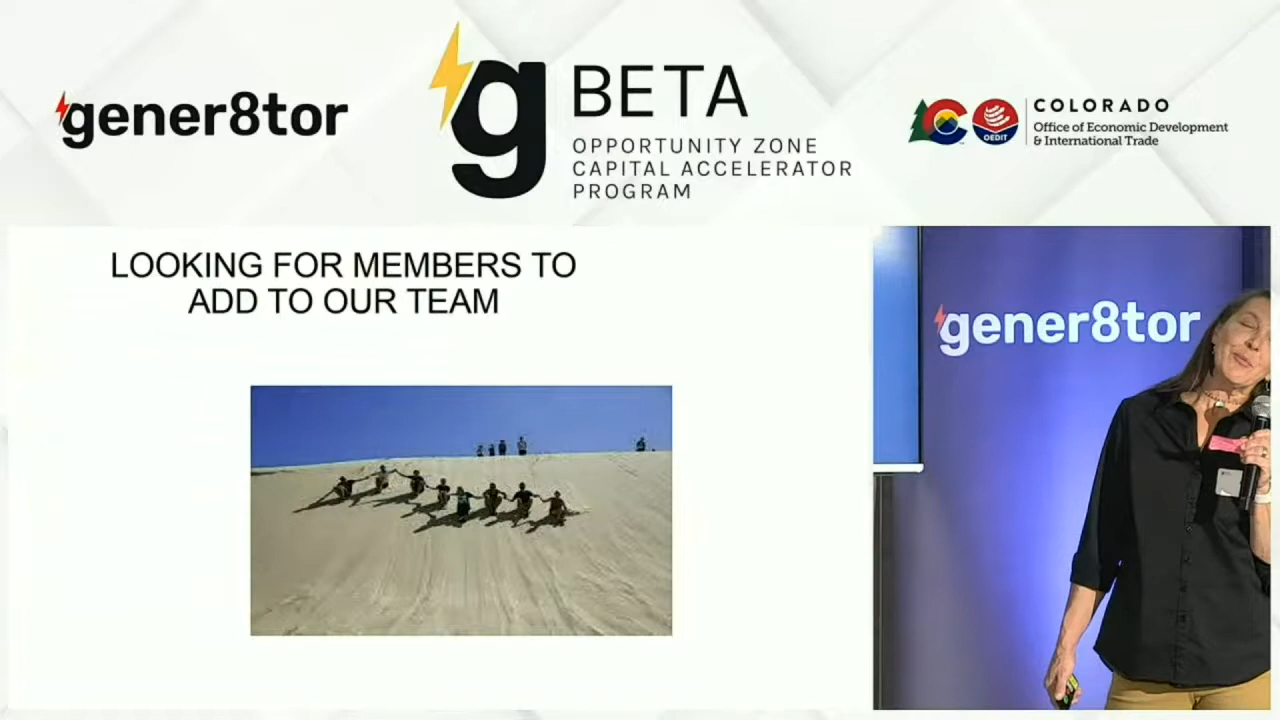 gener8tor
g BETA
OPPORTUNITY ZONE
CAPITAL ACCELERATOR
PROGRAM
C
OEDIT
COLORADO
Office of Economic Development
& International Trade
LOOKING FOR MEMBERS TO
ADD TO OUR TEAM
gener8tor